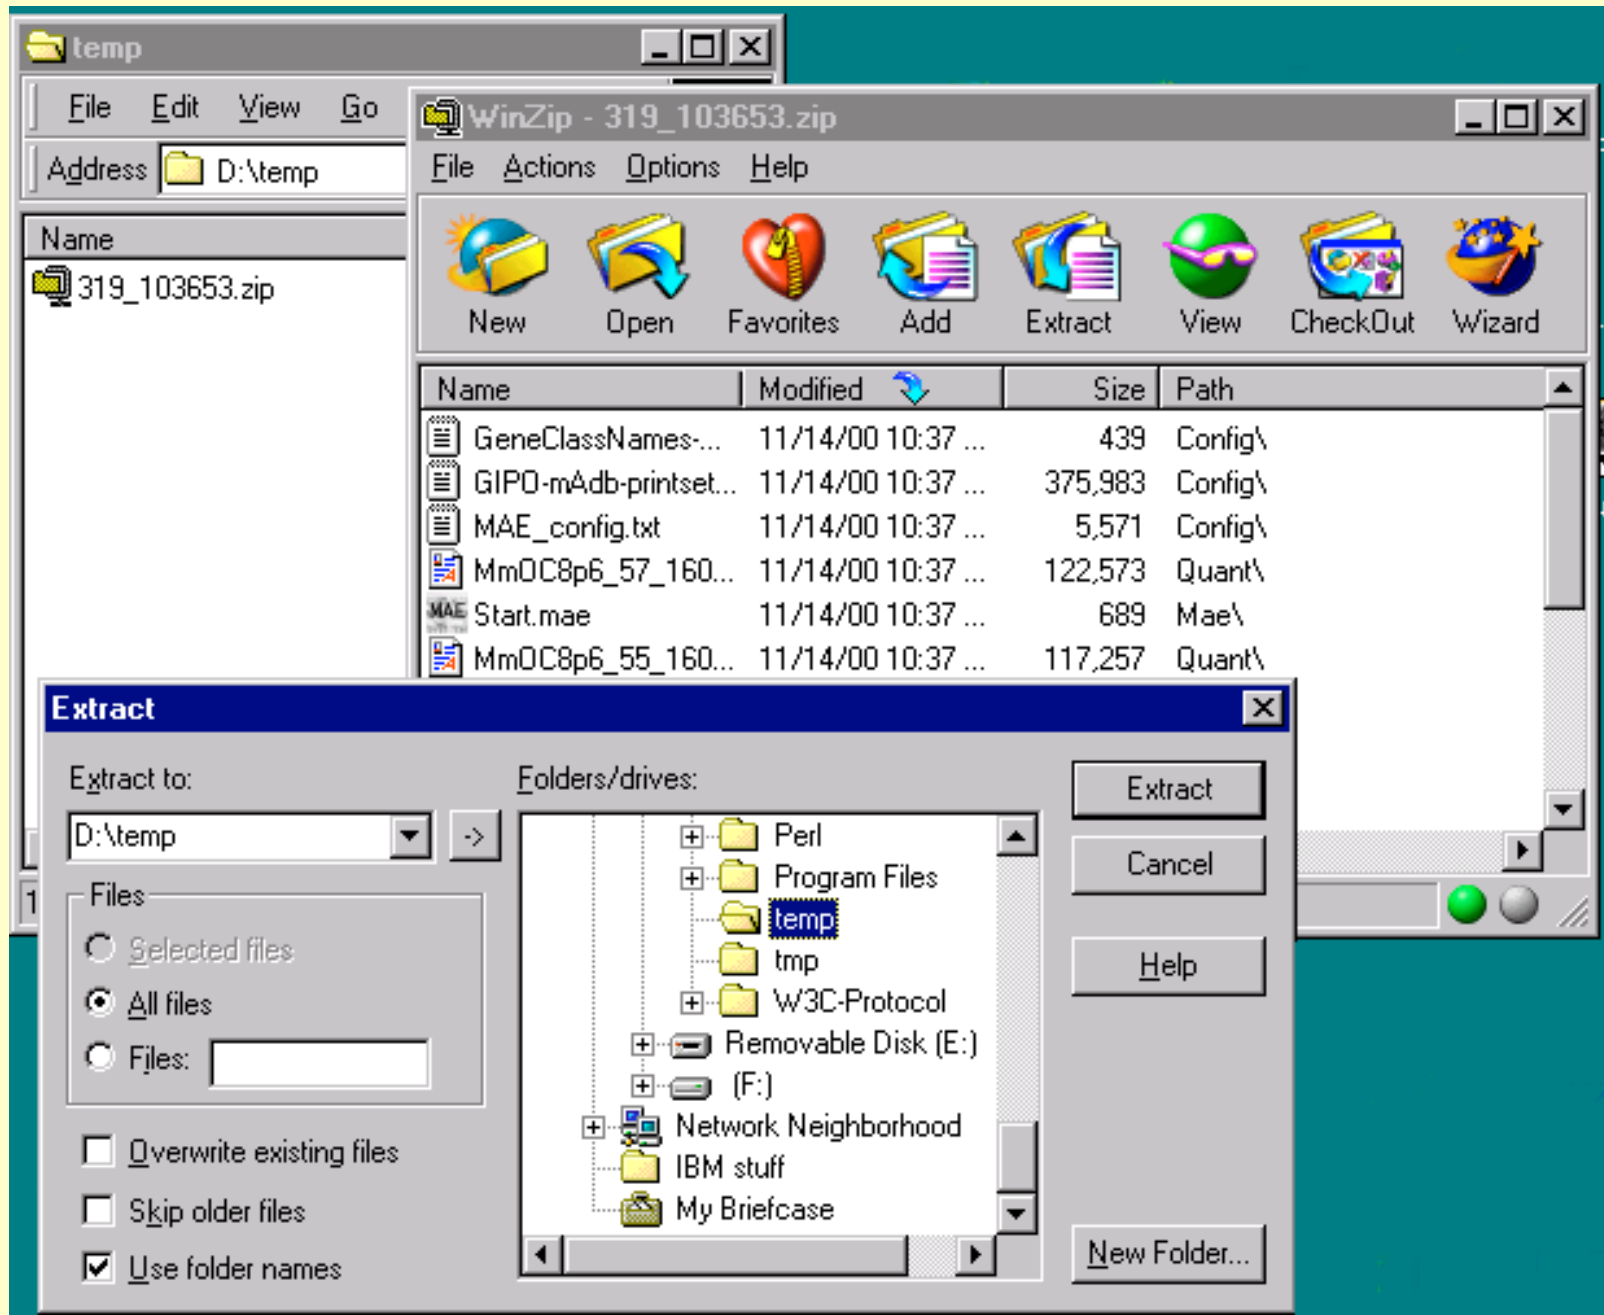 temp
File Edit View Go
Address D:\temp
Name
319_103653.zip
WinZip - 319_103653.zip
File Actions Options Help
New Open Favorites Add Extract View CheckOut Wizard
Name Modified Size Path
GeneClassNames-... 11/14/00 10:37 ... 439 Config\
GIPO-mAdb-printset... 11/14/00 10:37 ... 375,983 Config\
MAE_config.txt 11/14/00 10:37 ... 5,571 Config\
MmOC8p6_57_160... 11/14/00 10:37 ... 122,573 Quant\
MAE Start.mae 11/14/00 10:37 ... 689 Mae\
MmOC8p6_55_160... 11/14/00 10:37 ... 117,257 Quant\
1
Extract
Extract to:
D:\temp ->
Files
Selected files
All files
Files:
Overwrite existing files
Skip older files
Use folder names
Folders/drives:
Perl
Program Files
temp
tmp
W3C-Protocol
Removable Disk (E:)
(F:)
Network Neighborhood
IBM stuff
My Briefcase
Extract
Cancel
Help
New Folder...